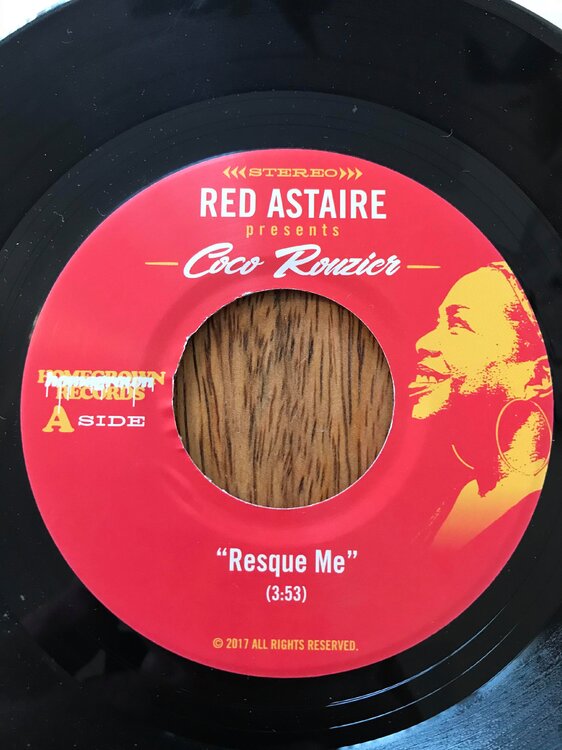 STEREO
RED ASTAIRE
presents
Coco Rouzier
HOMEGROWN
RECORDS
A SIDE
“Resque Me”
(3:53)
© 2017 ALL RIGHTS RESERVED.